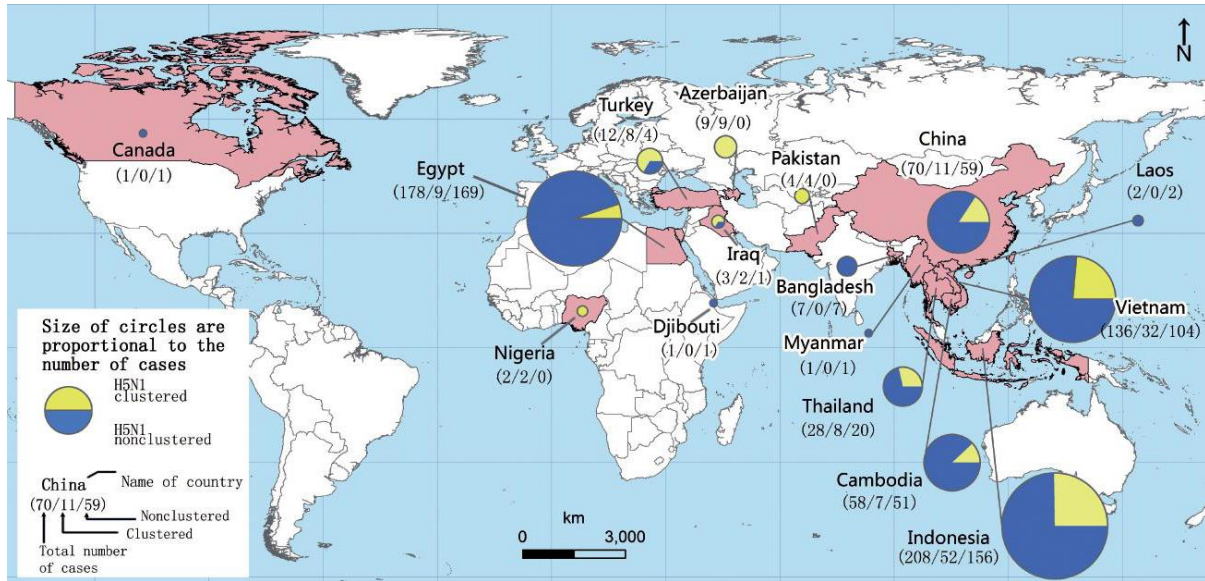 N
Canada
(1/0/1)
Egypt
(178/9/169)
Turkey
(12/8/4)
Azerbaijan
(9/9/0)
Pakistan
(4/4/0)
China
(70/11/59)
Laos
(2/0/2)
Iraq
(3/2/1)
Bangladesh
(7/0/7)
Vietnam
(136/32/104)
Djibouti
(1/0/1)
Nigeria
(2/2/0)
Myanmar
(1/0/1)
Thailand
(28/8/20)
Cambodia
(58/7/51)
Indonesia
(208/52/156)
km
0 3,000
Size of circles are
proportional to the
number of cases
H5N1
clustered
H5N1
nonclustered
China
Name of country
(70/11/59)
Nonclustered
Clustered
Total number
of cases